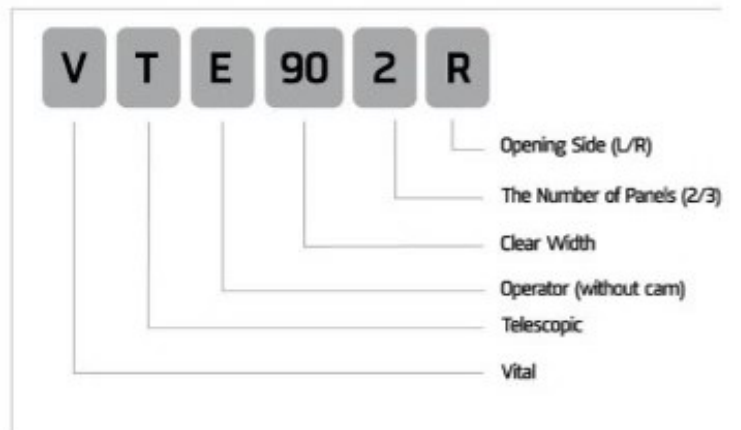 V T E 90 2 R
Opening Side (L/R)
The Number of Panels (2/3)
Clear Width
Operator (without cam)
Telescopic
Vital